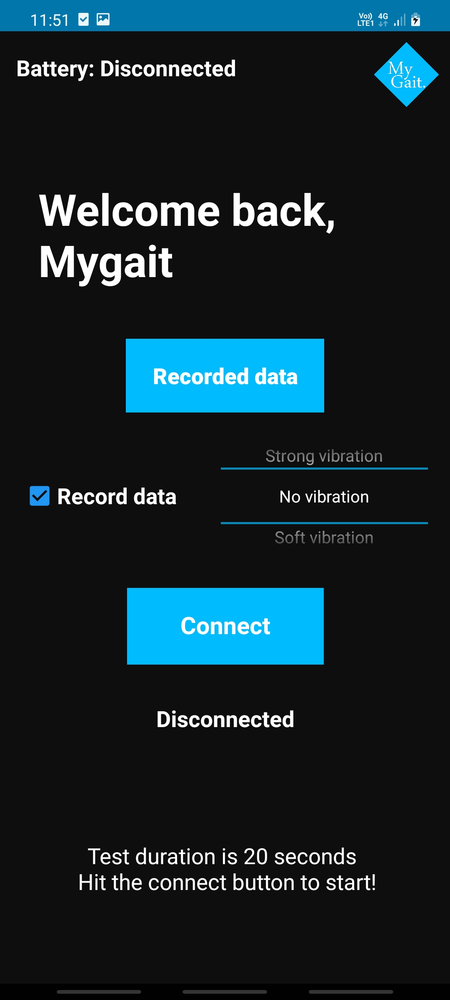 11:51
Vo)) 4G
LTE1
Battery: Disconnected
My
Gait.
Welcome back,
Mygait
Recorded data
Strong vibration
Record data
No vibration
Soft vibration
Connect
Disconnected
Test duration is 20 seconds
Hit the connect button to start!